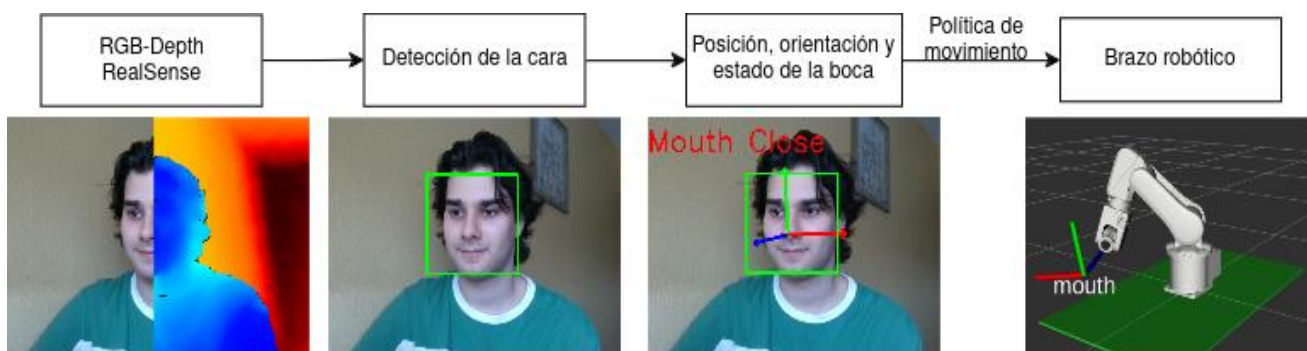 RGB-Depth
RealSense
Detección de la cara
Posición, orientación y
estado de la boca
Política de
movimiento
Brazo robótico
Mouth Close
mouth